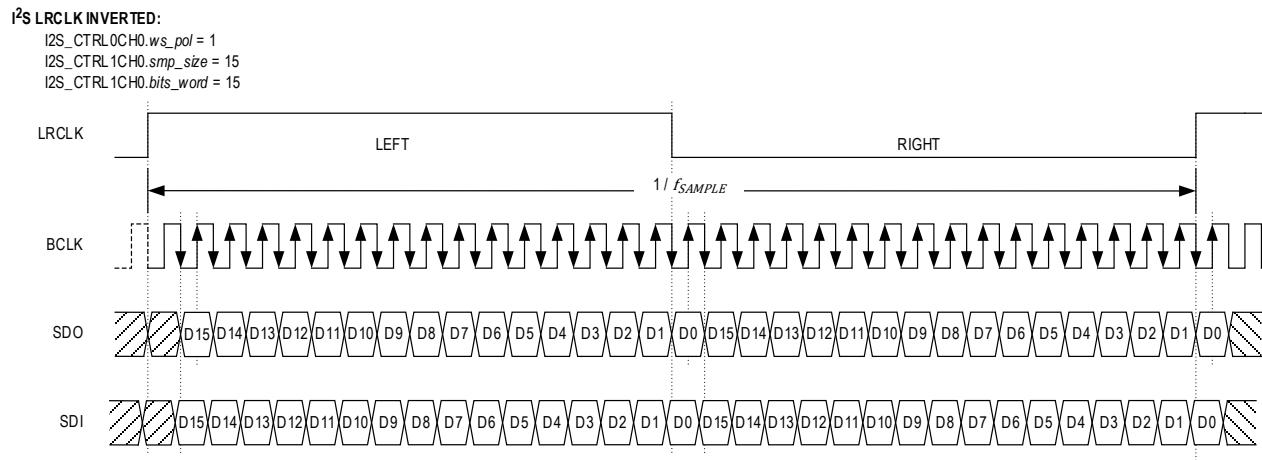 I²S LRCLK INVERTED:
I2S_CTRL0CH0.ws_pol = 1
I2S_CTRL1CH0.smp_size = 15
I2S_CTRL1CH0.bits_word = 15
LRCLK
LEFT
RIGHT
1 / fSAMPLE
BCLK
SDO
D15 D14 D13 D12 D11 D10 D9 D8 D7 D6 D5 D4 D3 D2 D1 D0 D15 D14 D13 D12 D11 D10 D9 D8 D7 D6 D5 D4 D3 D2 D1 D0
SDI
D15 D14 D13 D12 D11 D10 D9 D8 D7 D6 D5 D4 D3 D2 D1 D0 D15 D14 D13 D12 D11 D10 D9 D8 D7 D6 D5 D4 D3 D2 D1 D0